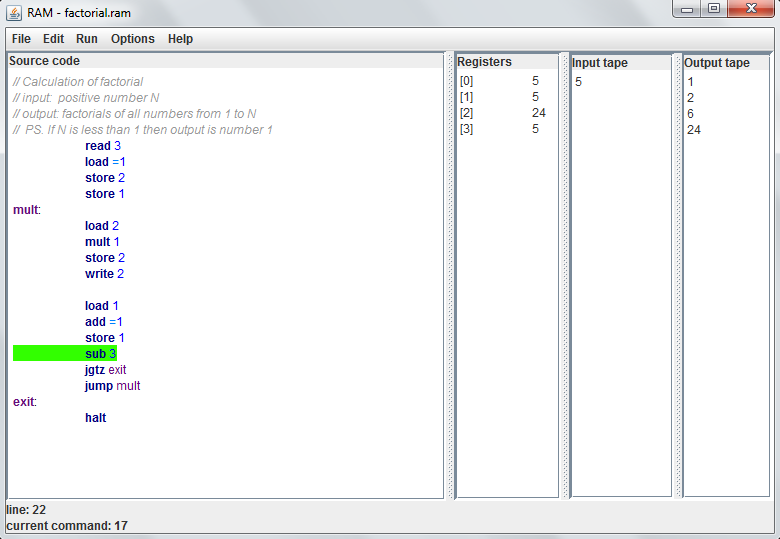 RAM - factorial.ram
File Edit Run Options Help
Source code
// Calculation of factorial
// input:  positive number N
// output: factorials of all numbers from 1 to N
//  PS. If N is less than 1 then output is number 1
read 3
load =1
store 2
store 1
mult:
load 2
mult 1
store 2
write 2
load 1
add =1
store 1
sub 3
jgtz exit
jump mult
exit:
halt
Registers
[0] 5
[1] 5
[2] 24
[3] 5
Input tape
5
Output tape
1
2
6
24
line: 22
current command: 17